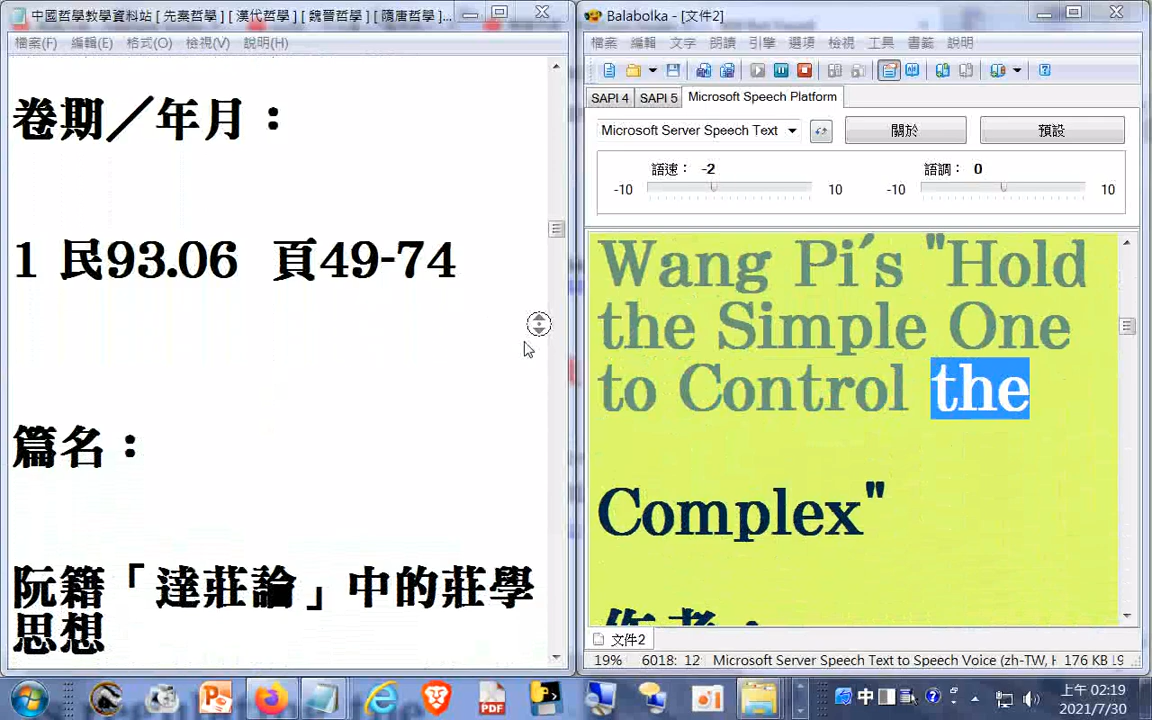 中國哲學教學資料站 [ 先秦哲學 ] [ 漢代哲學 ] [ 魏晉哲學 ] [ 隋唐哲學 ]...
檔案(F) 編輯(E) 格式(O) 檢視(V) 說明(H)
卷期／年月：
1 民93.06 頁49-74
篇名：
阮籍「達莊論」中的莊學
思想
Balabolka - [文件2]
檔案 編輯 文字 朗讀 引擎 選項 檢視 工具 書籤 說明
SAPI 4 SAPI 5 Microsoft Speech Platform
Microsoft Server Speech Text 關於 預設
語速： -2 語調： 0
-10 10 -10 10
Wang Pi´s "Hold
the Simple One
to Control the
Complex"
作者：
文件2
19% 6018: 12 Microsoft Server Speech Text to Speech Voice (zh-TW, H 176 KB
中
上午 02:19
2021/7/30
PDF